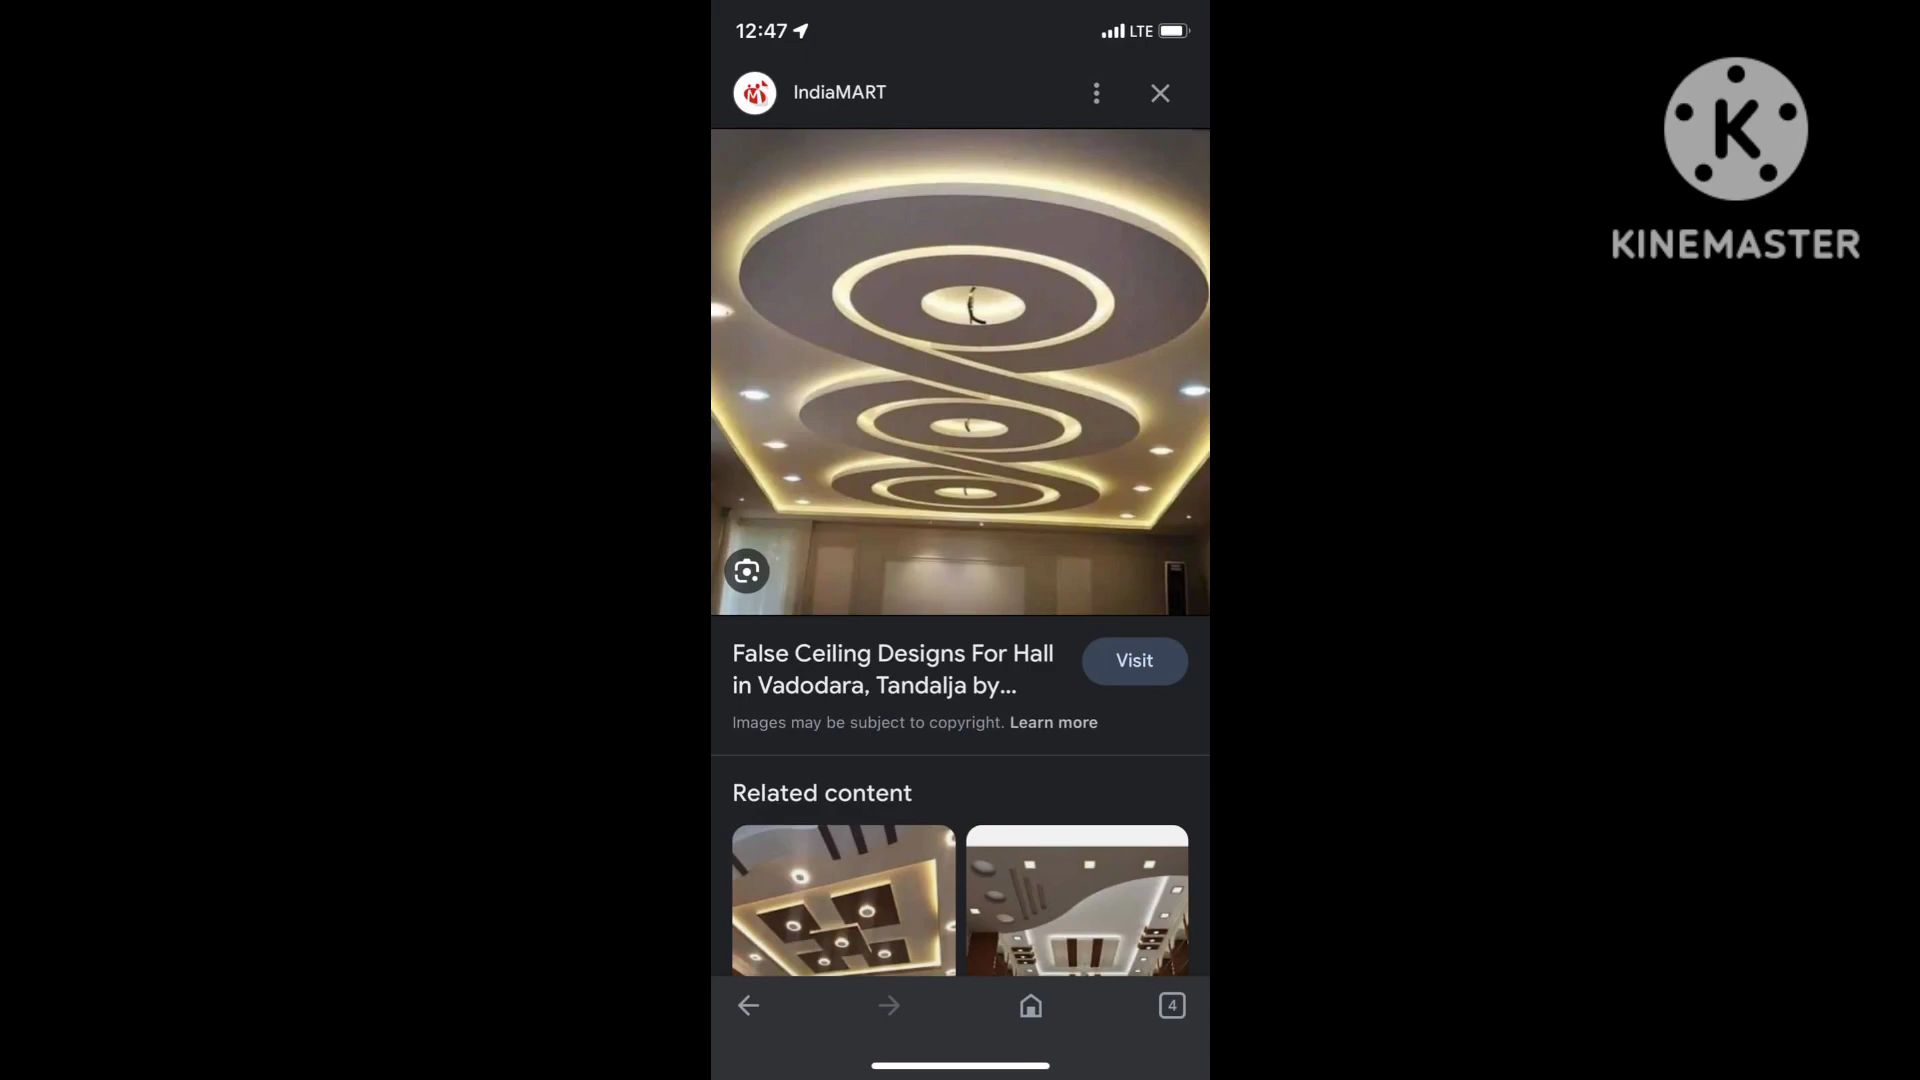 12:47
LTE
IndiaMART
K
KINEMASTER
False Ceiling Designs For Hall
in Vadodara, Tandalja by...
Visit
Images may be subject to copyright. Learn more
Related content
4